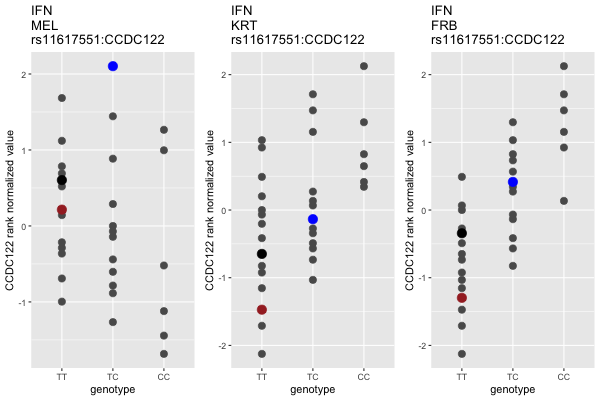 IFN
MEL
rs11617551:CCDC122
CCDC122 rank normalized value
2
1
0
-1
TT
TC
CC
genotype
IFN
KRT
rs11617551:CCDC122
CCDC122 rank normalized value
2
1
0
-1
-2
TT
TC
CC
genotype
IFN
FRB
rs11617551:CCDC122
CCDC122 rank normalized value
2
1
0
-1
-2
TT
TC
CC
genotype